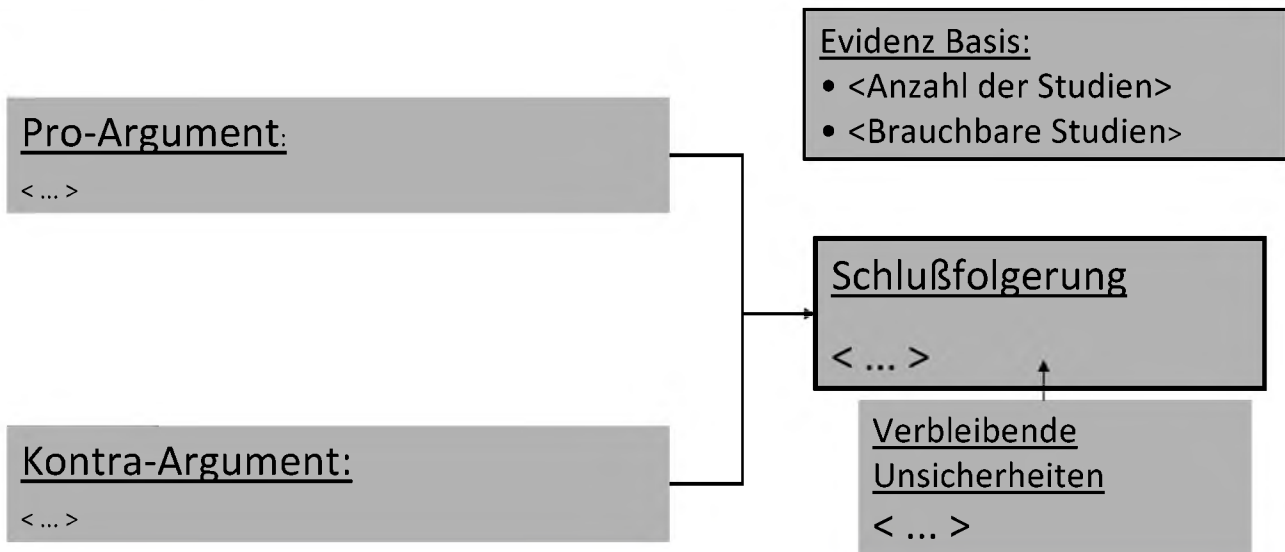 Evidenz Basis:
• <Anzahl der Studien>
• <Brauchbare Studien>
Pro-Argument:
< ... >
Schlußfolgerung
< ... >
Kontra-Argument:
< ... >
Verbleibende
Unsicherheiten
< ... >